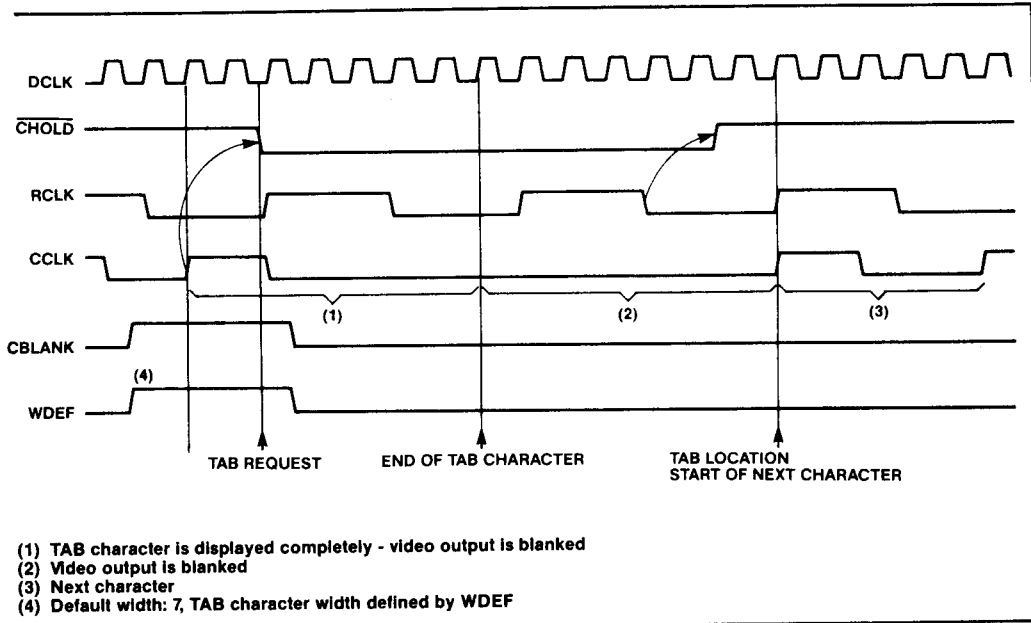 DCLK
CHOLD
RCLK
CCLK
(1)
(2)
(3)
CBLANK
(4)
WDEF
TAB REQUEST
END OF TAB CHARACTER
TAB LOCATION
START OF NEXT CHARACTER
(1) TAB character is displayed completely - video output is blanked
(2) Video output is blanked
(3) Next character
(4) Default width: 7, TAB character width defined by WDEF